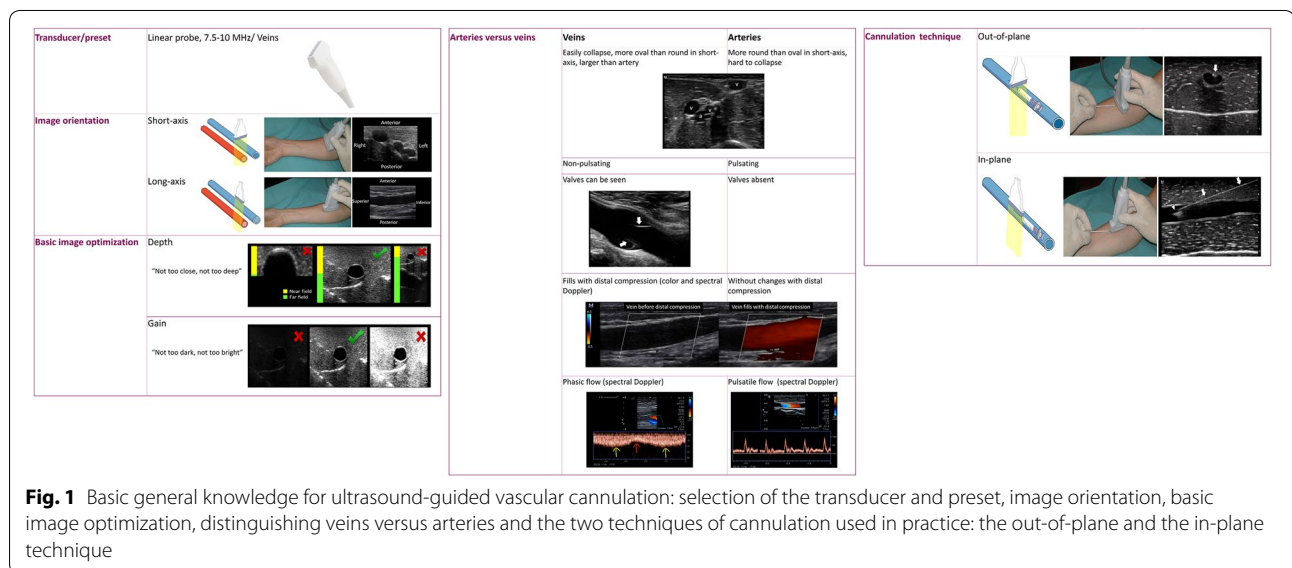 Transducer/preset
Linear probe, 7.5-10 MHz/ Veins
Image orientation
Short-axis
Anterior
Right
Left
Posterior
Long-axis
Anterior
Superior
Inferior
Posterior
Basic image optimization
Depth
"Not too close, not too deep"
Near field
Far field
Gain
"Not too dark, not too bright"
Arteries versus veins
Veins
Arteries
Easily collapse, more oval than round in short-
axis, larger than artery
More round than oval in short-axis,
hard to collapse
V
V
Non-pulsating
Pulsating
Valves can be seen
Valves absent
Fills with distal compression (color and spectral
Doppler)
Without changes with distal
compression
Vein before distal compression
Vein fills with distal compression
Phasic flow (spectral Doppler)
Pulsatile flow (spectral Doppler)
Cannulation technique
Out-of-plane
In-plane
Fig. 1 Basic general knowledge for ultrasound-guided vascular cannulation: selection of the transducer and preset, image orientation, basic
image optimization, distinguishing veins versus arteries and the two techniques of cannulation used in practice: the out-of-plane and the in-plane
technique